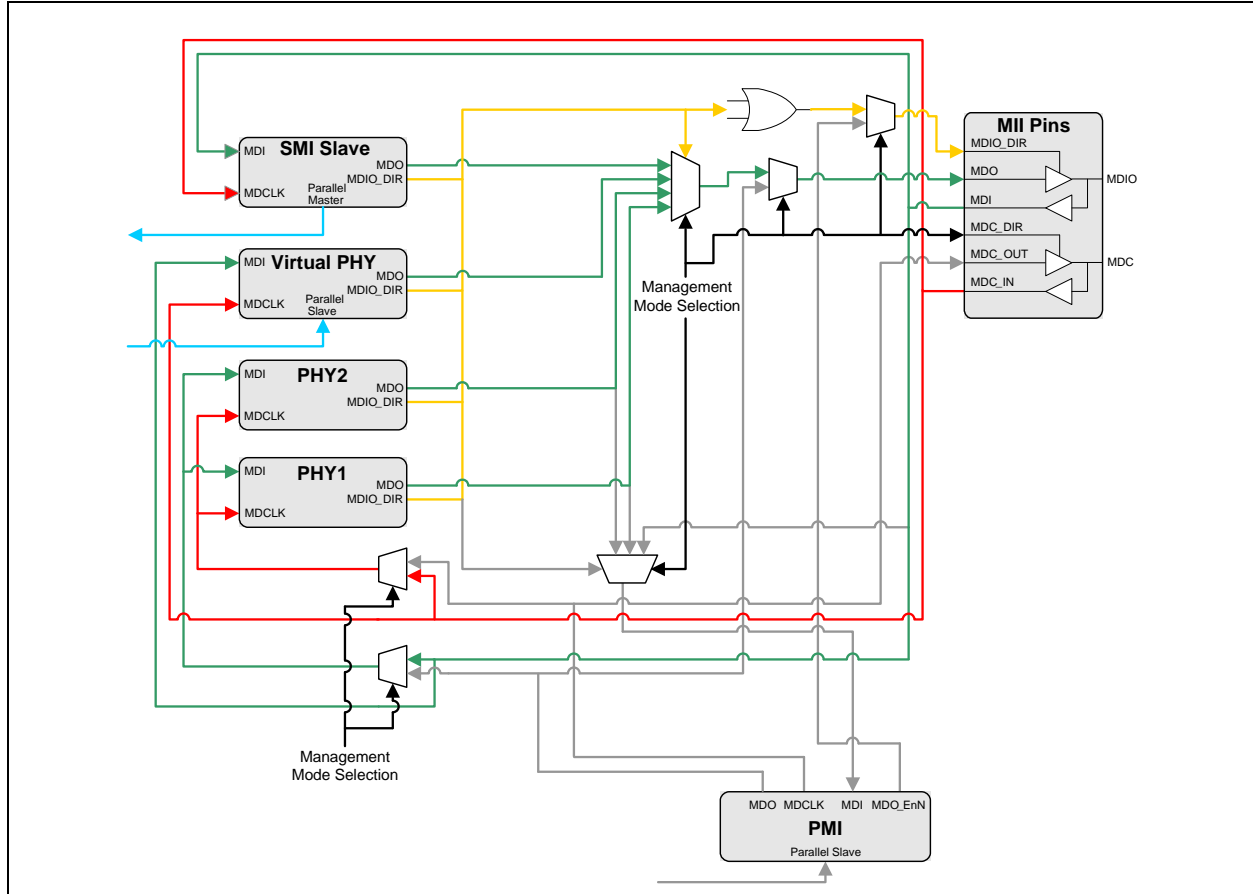 SMI Slave
MDI
MDCLK
MDO
MDIO_DIR
Parallel
Master
Virtual PHY
MDI
MDCLK
MDO
MDIO_DIR
Parallel
Slave
PHY2
MDI
MDCLK
MDO
MDIO_DIR
PHY1
MDI
MDCLK
MDO
MDIO_DIR
Management
Mode Selection
MII Pins
MDIO_DIR
MDO
MDI
MDC_DIR
MDC_OUT
MDC_IN
MDIO
MDC
Management
Mode Selection
MDO MDCLK MDI MDO_EnN
PMI
Parallel Slave